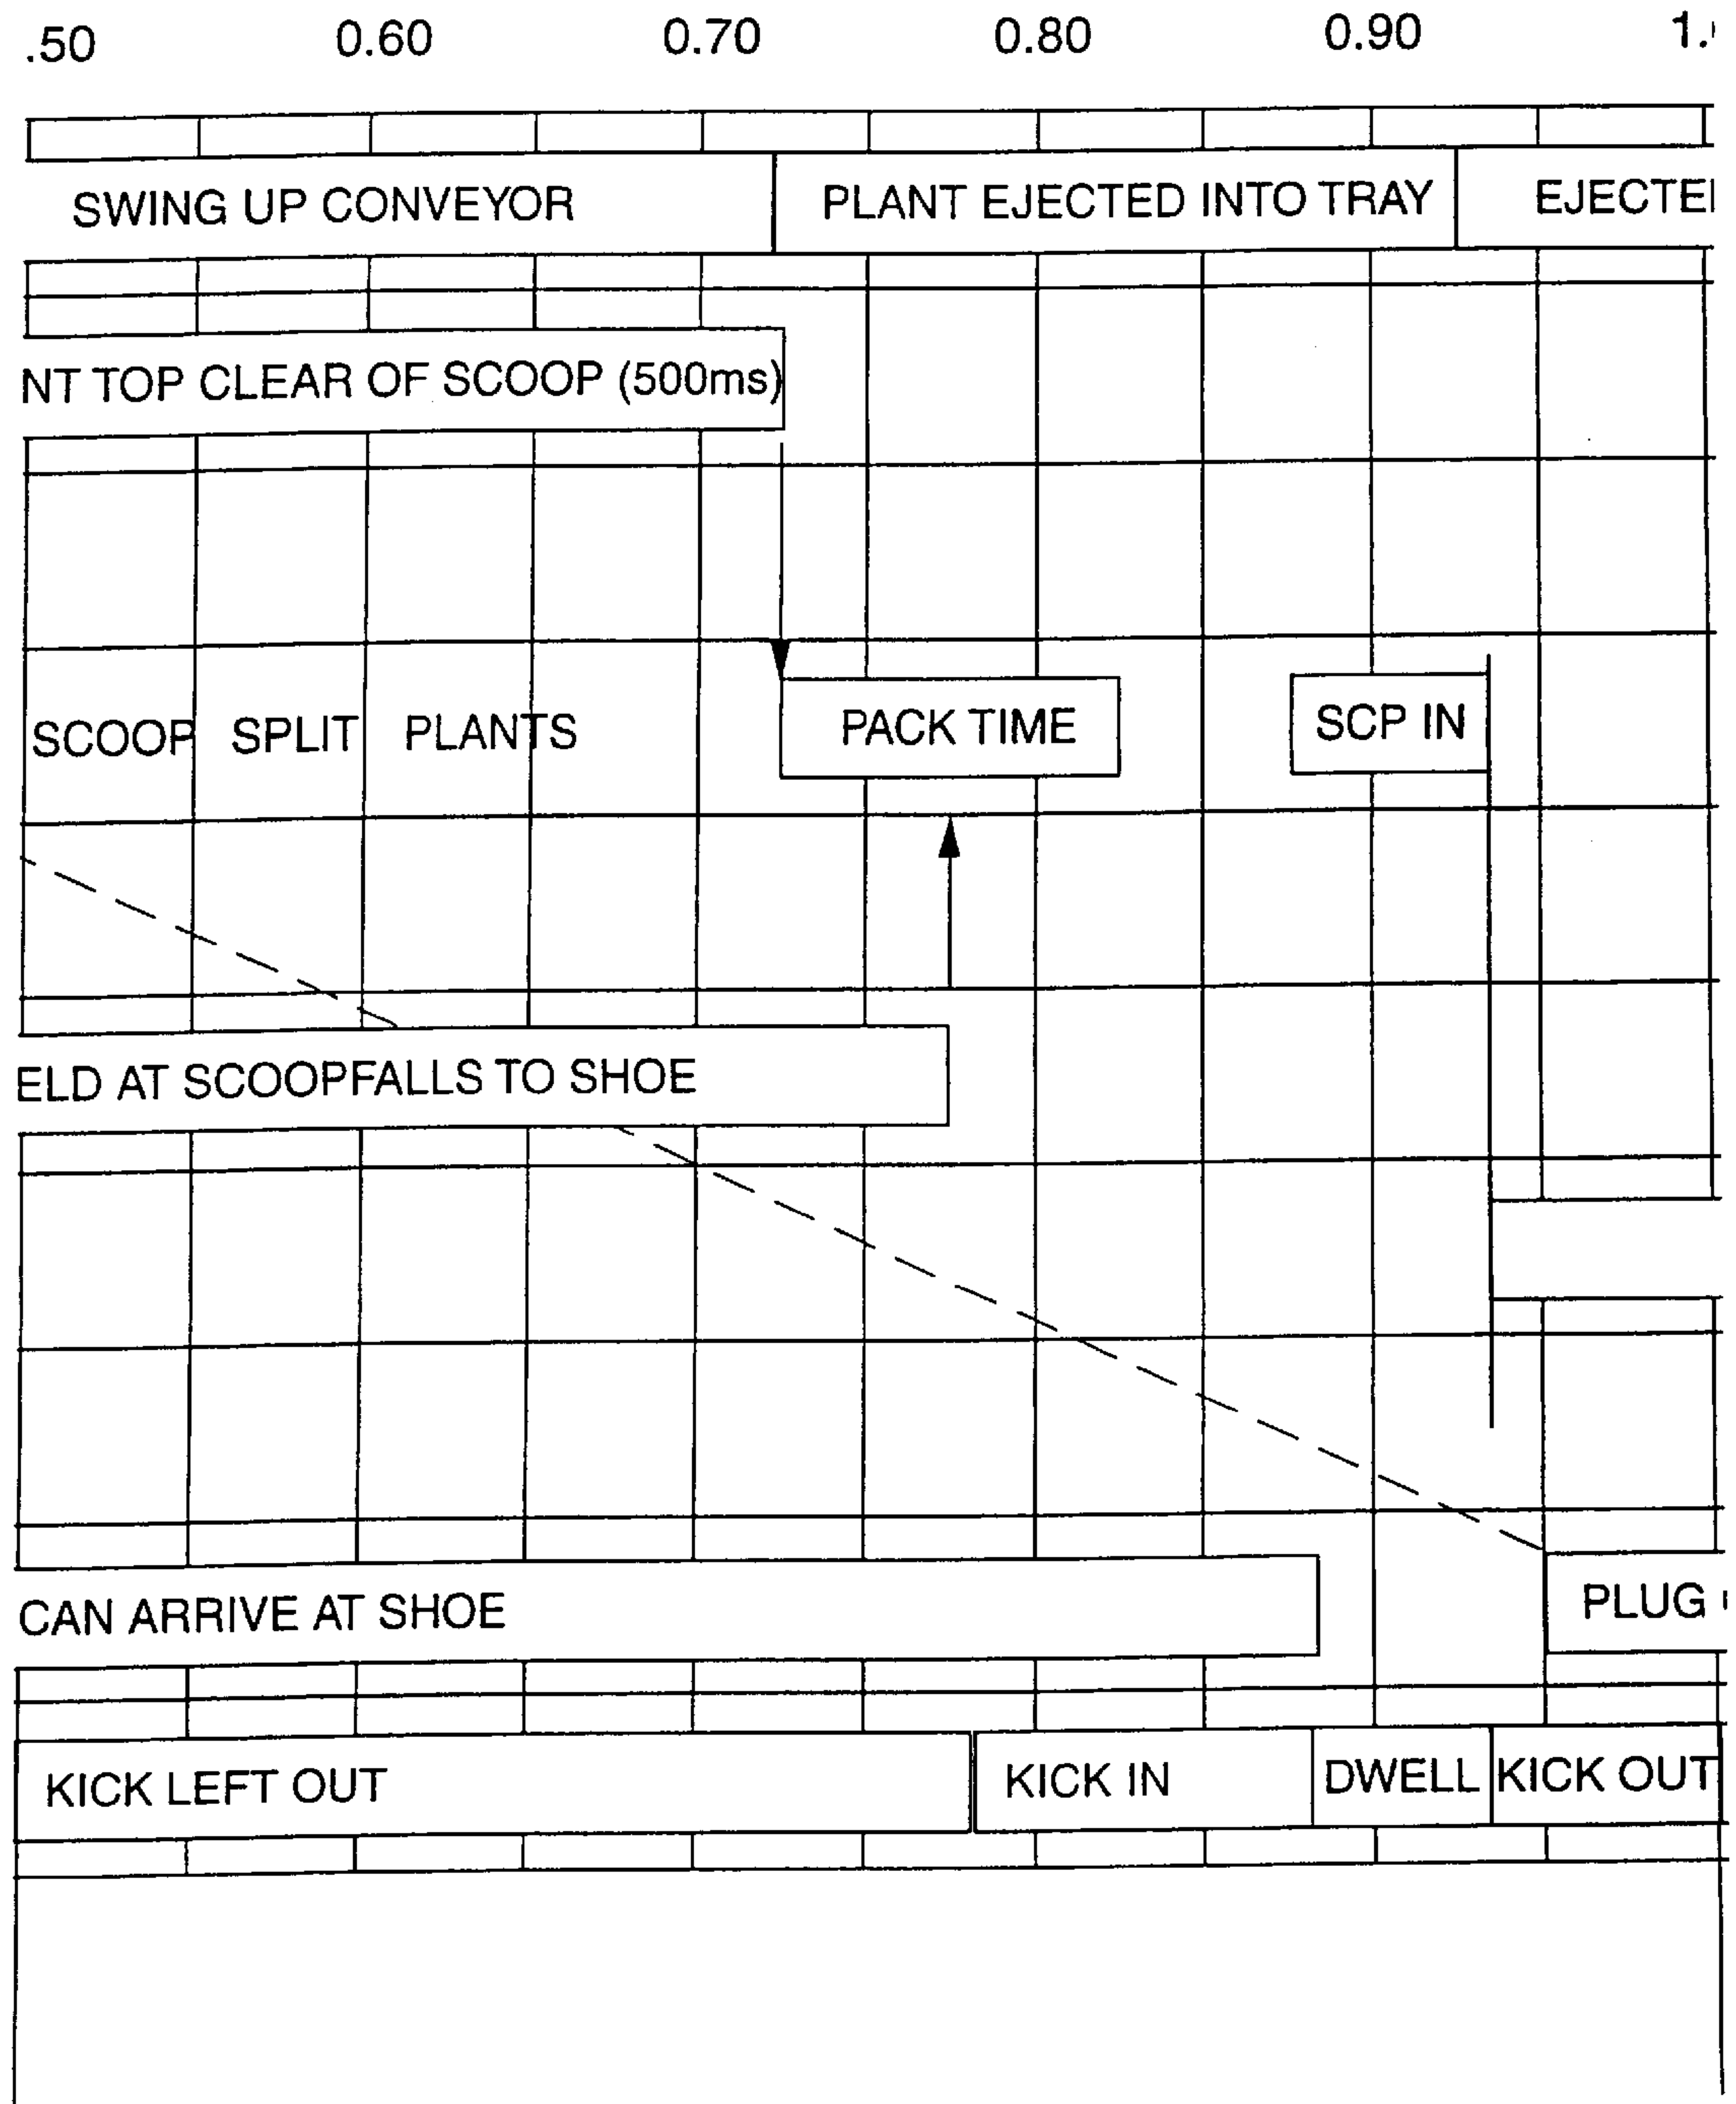 .50 0.60 0.70 0.80 0.90 1.
SWING UP CONVEYOR PLANT EJECTED INTO TRAY EJECTE
NT TOP CLEAR OF SCOOP (500ms)
SCOOP SPLIT PLANTS PACK TIME SCP IN
ELD AT SCOOPFALLS TO SHOE
CAN ARRIVE AT SHOE PLUG
KICK LEFT OUT KICK IN DWELL KICK OUT